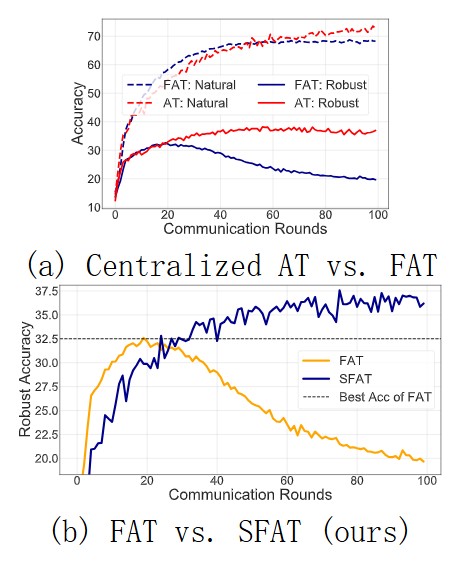 70
60
50
40
30
20
10
Accuracy
FAT: Natural
AT: Natural
FAT: Robust
AT: Robust
0 20 40 60 80 100
Communication Rounds
(a) Centralized AT vs. FAT
37.5
35.0
32.5
30.0
27.5
25.0
22.5
20.0
Robust Accuracy
FAT
SFAT
Best Acc of FAT
0 20 40 60 80 100
Communication Rounds
(b) FAT vs. SFAT (ours)